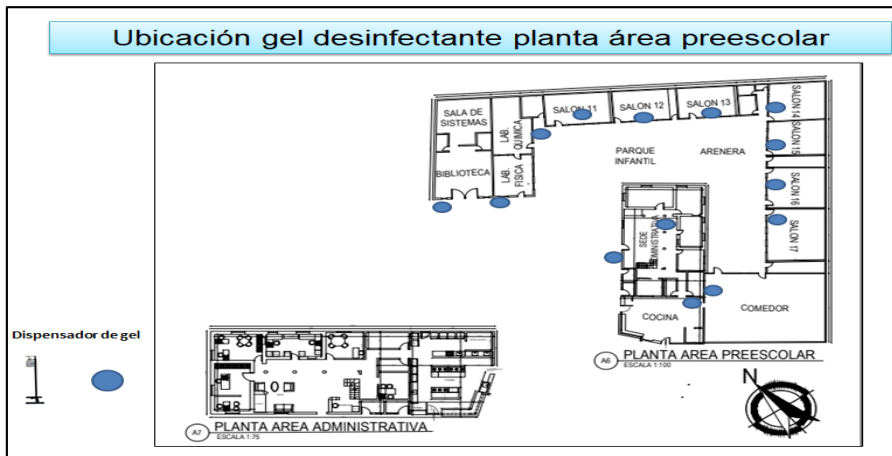 Ubicación gel desinfectante planta área preescolar
SALA DE
SISTEMAS
BIBLIOTECA
LAB.
QUIMICA
LAB.
FISICA
SALON 11
SALON 12
SALON 13
SALON 14
SALON 15
SALON 16
SALON 17
PARQUE
INFANTIL
ARENERA
SEDE
ADMINISTRATIVA
COCINA
COMEDOR
A6
PLANTA AREA PREESCOLAR
ESCALA 1:100
Dispensador de gel
A7
PLANTA AREA ADMINISTRATIVA
ESCALA 1:75
N